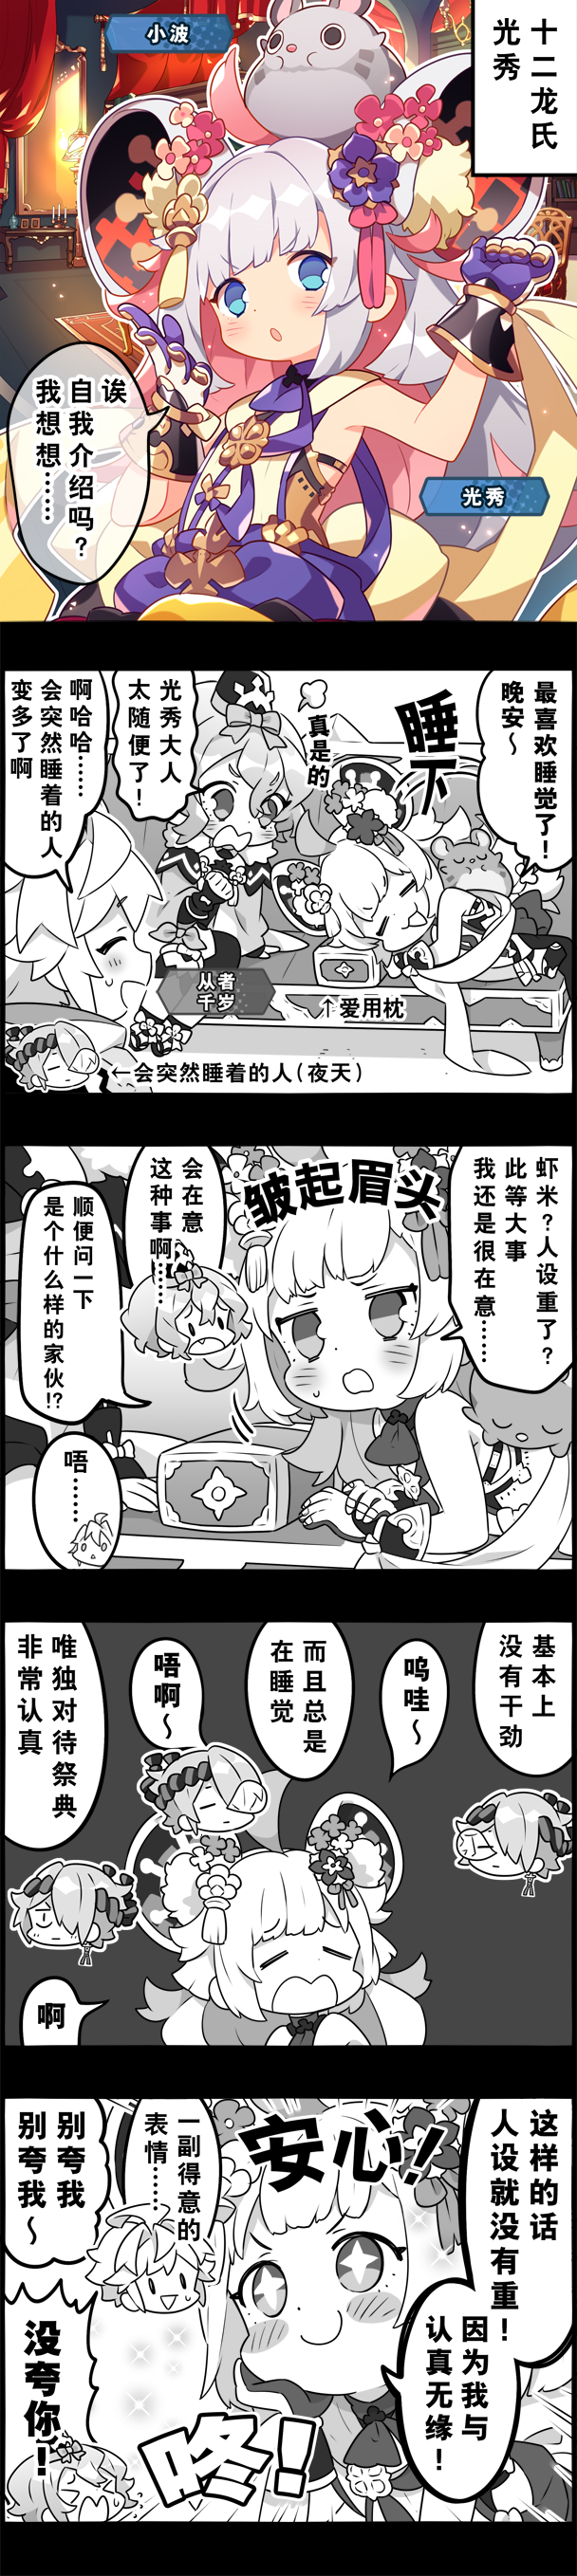 十二龙氏
光秀
小波
诶
自我介绍吗？
我想想……
光秀
最喜欢睡觉了！
晚安～
睡下
真是的
光秀大人
太随便了！
啊哈哈……
会突然睡着的人
变多了啊
从者
千岁
↑爱用枕
←会突然睡着的人(夜天)
虾米？人设重了？
此等大事
我还是很在意……
皱起眉头
会在意
这种事啊……
顺便问一下
是个什么样的家伙!?
唔……
基本上
没有干劲
呜哇～
而且总是
在睡觉
唔啊～
唯独对待祭典
非常认真
啊
这样的话
人设就没有重！
因为我与
认真无缘！
安心！
一副得意的
表情……
别夸我
别夸我～
没夸你！
咚！